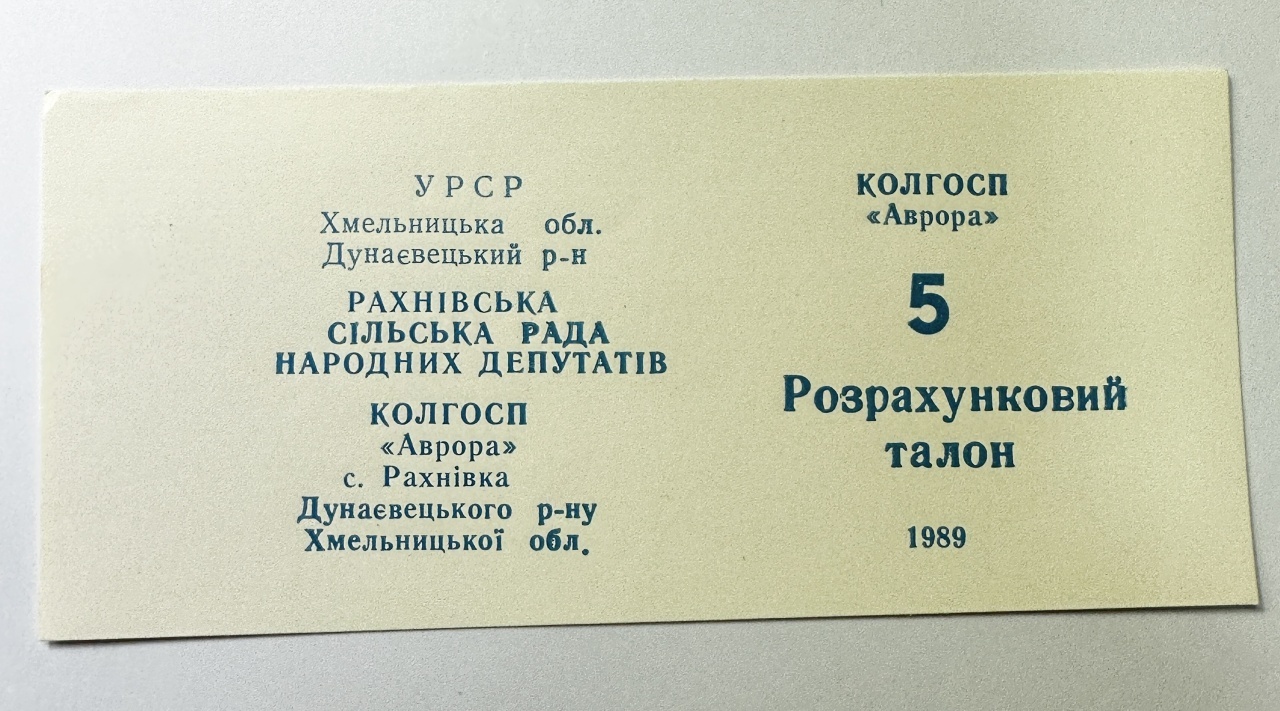 УРСР
Хмельницька обл.
Дунаєвецький р-н
РАХНІВСЬКА
СІЛЬСЬКА РАДА
НАРОДНИХ ДЕПУТАТІВ
КОЛГОСП
«Аврора»
с. Рахнівка
Дунаєвецького р-ну
Хмельницької обл.
КОЛГОСП
«Аврора»
5
Розрахунковий
талон
1989